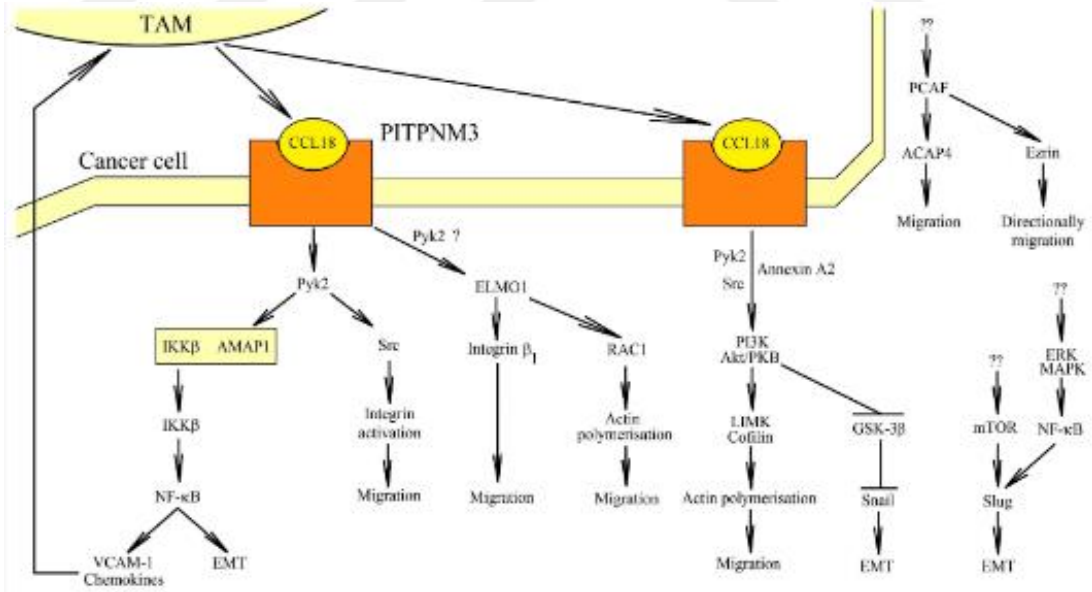 TAM
CCL18
PITPNM3
CCL18
Cancer cell
Pyk2 ?
Pyk2
ELMO1
IKKβ AMAP1
Src
Integrin β1
RAC1
IKKβ
Integrin
activation
Actin
polymerisation
NF-κB
Migration
Migration
Migration
VCAM-1
Chemokines
EMT
Pyk2
Src
Annexin A2
PI3K
Akt/PKB
LIMK
Cofilin
GSK-3β
Actin polymerisation
Snail
Migration
EMT
??
PCAF
ACAP4
Ezrin
Migration
Directionally
migration
??
ERK
MAPK
??
mTOR
NF-κB
Slug
EMT